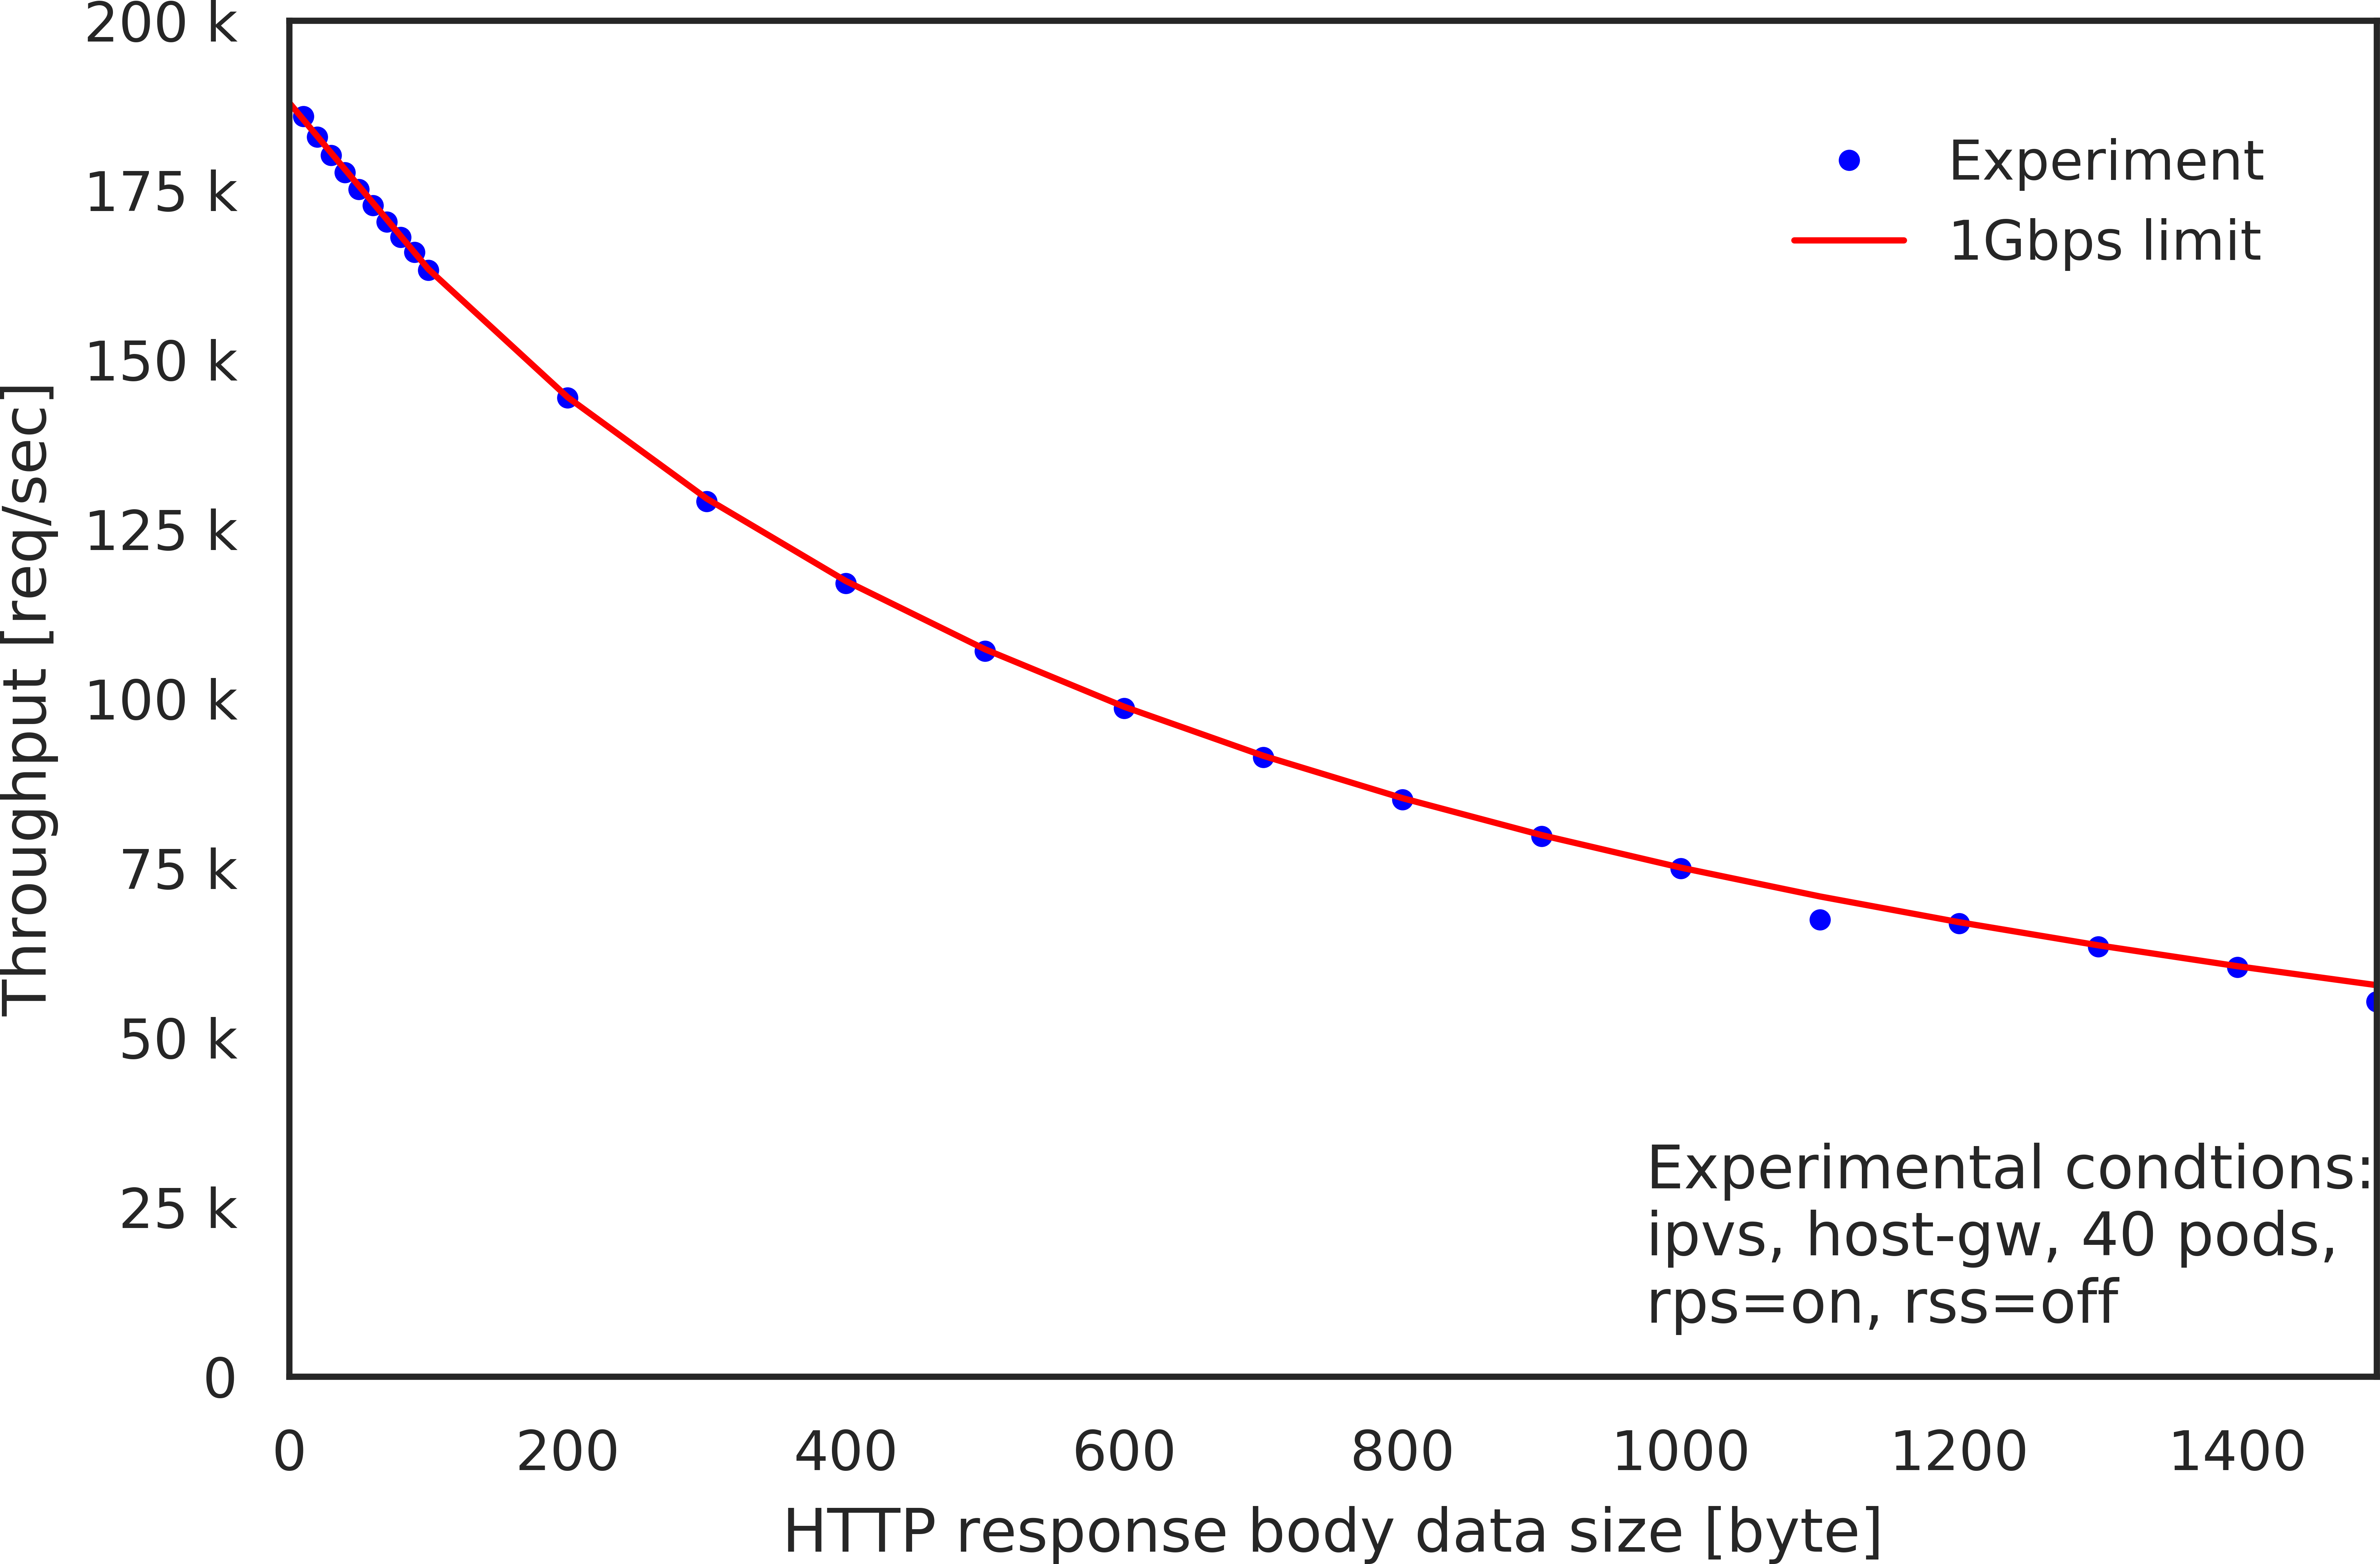 200 k
175 k
150 k
125 k
100 k
75 k
50 k
25 k
0
Throughput [req/sec]
Experiment
1Gbps limit
Experimental condtions:
ipvs, host-gw, 40 pods,
rps=on, rss=off
0 200 400 600 800 1000 1200 1400
HTTP response body data size [byte]